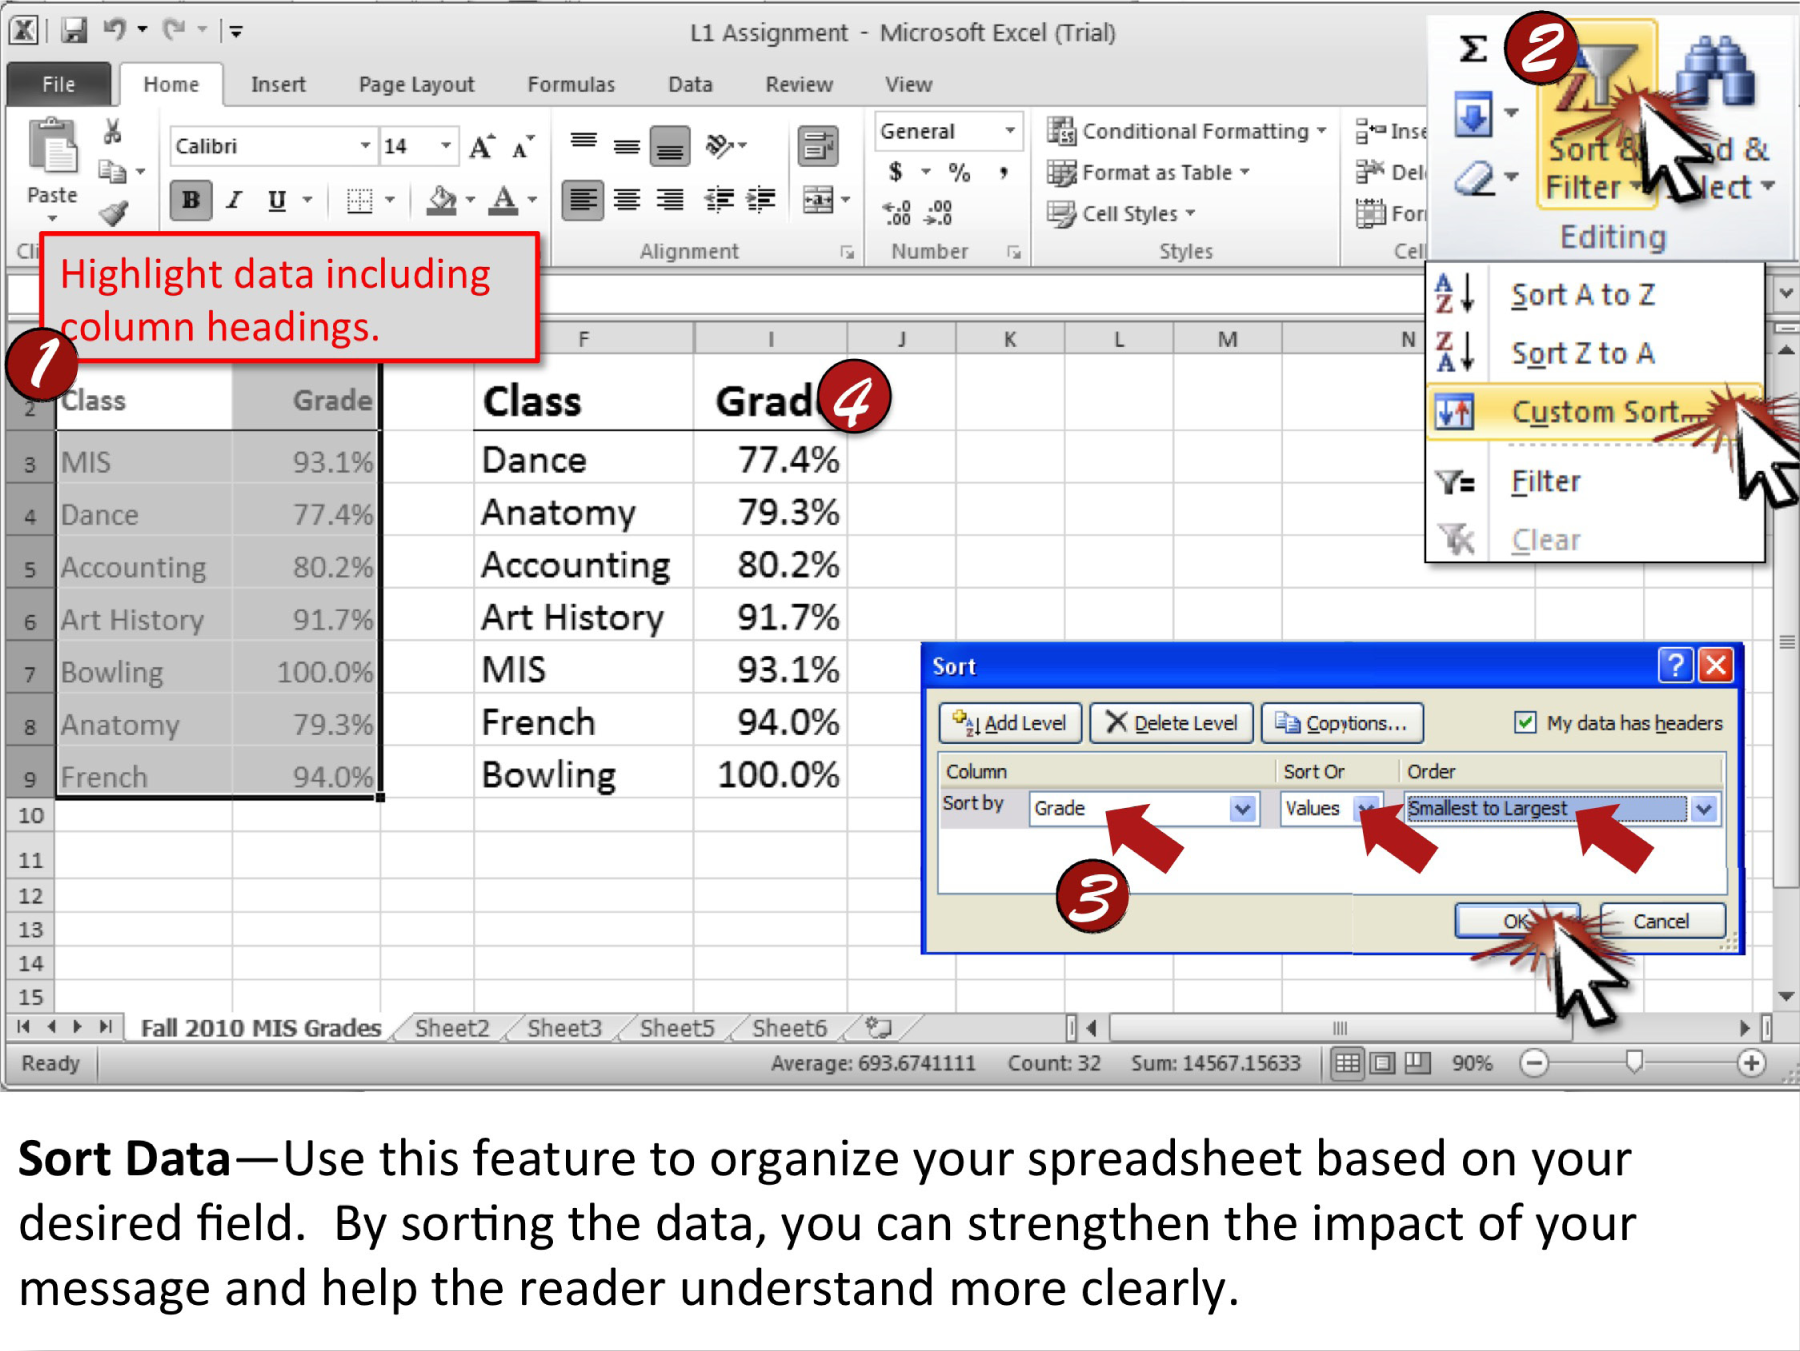 L1 Assignment - Microsoft Excel (Trial)
File Home Insert Page Layout Formulas Data Review View
Paste
Calibri 14
B I U
Alignment
General
$ % ,
Number
Conditional Formatting
Format as Table
Cell Styles
Styles
Inse
Del
For
Cel
Σ
2
Sort &
Filter
d &
lect
Editing
Sort A to Z
Sort Z to A
Custom Sort...
Filter
Clear
Cli
Highlight data including
column headings.
1
F I J K L M N
2 Class Grade Class Grad 4
3 MIS 93.1% Dance 77.4%
4 Dance 77.4% Anatomy 79.3%
5 Accounting 80.2% Accounting 80.2%
6 Art History 91.7% Art History 91.7%
7 Bowling 100.0% MIS 93.1%
8 Anatomy 79.3% French 94.0%
9 French 94.0% Bowling 100.0%
10
11
12
13
14
15
Sort
Add Level Delete Level Copytions... My data has headers
Column Sort Or Order
Sort by Grade Values Smallest to Largest
3
OK Cancel
Fall 2010 MIS Grades Sheet2 Sheet3 Sheet5 Sheet6
Ready Average: 693.6741111 Count: 32 Sum: 14567.15633 90%
Sort Data—Use this feature to organize your spreadsheet based on your
desired field. By sorting the data, you can strengthen the impact of your
message and help the reader understand more clearly.